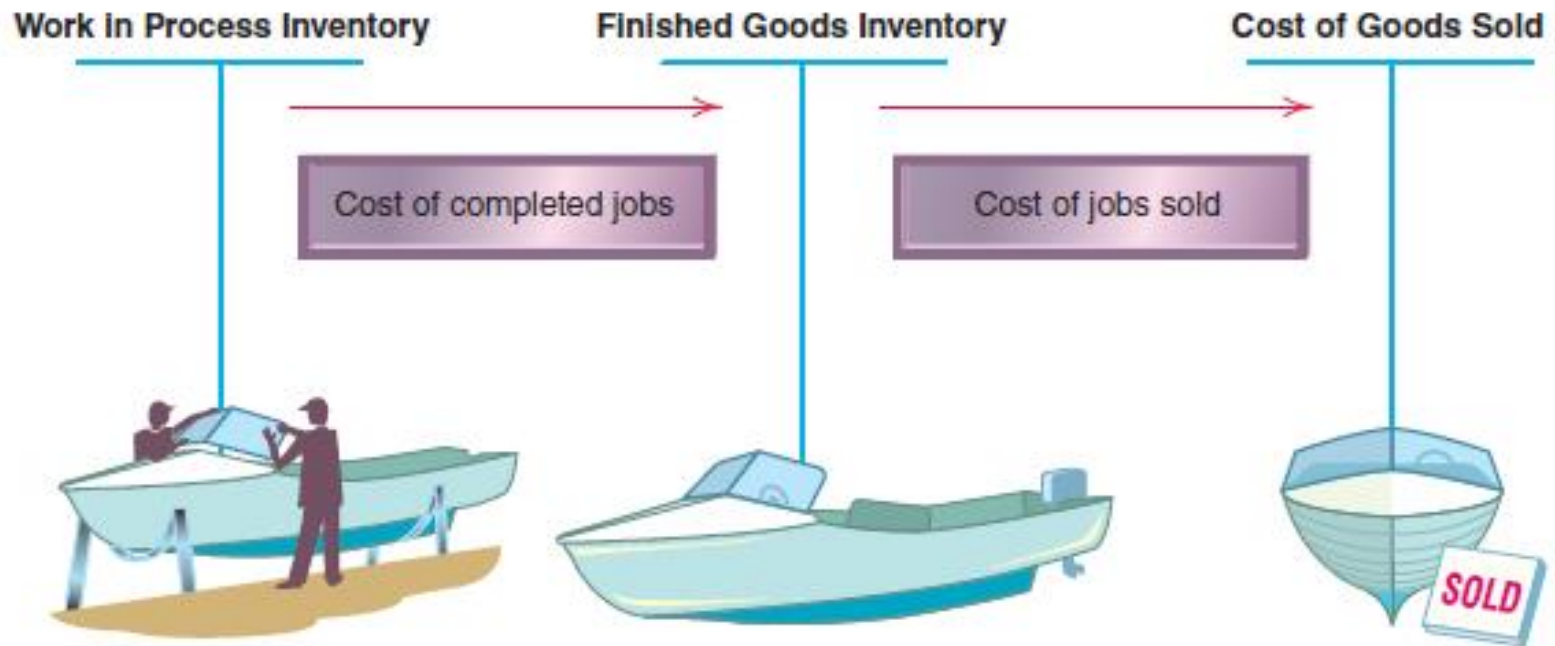 Work in Process Inventory
Finished Goods Inventory
Cost of Goods Sold
Cost of completed jobs
Cost of jobs sold
SOLD